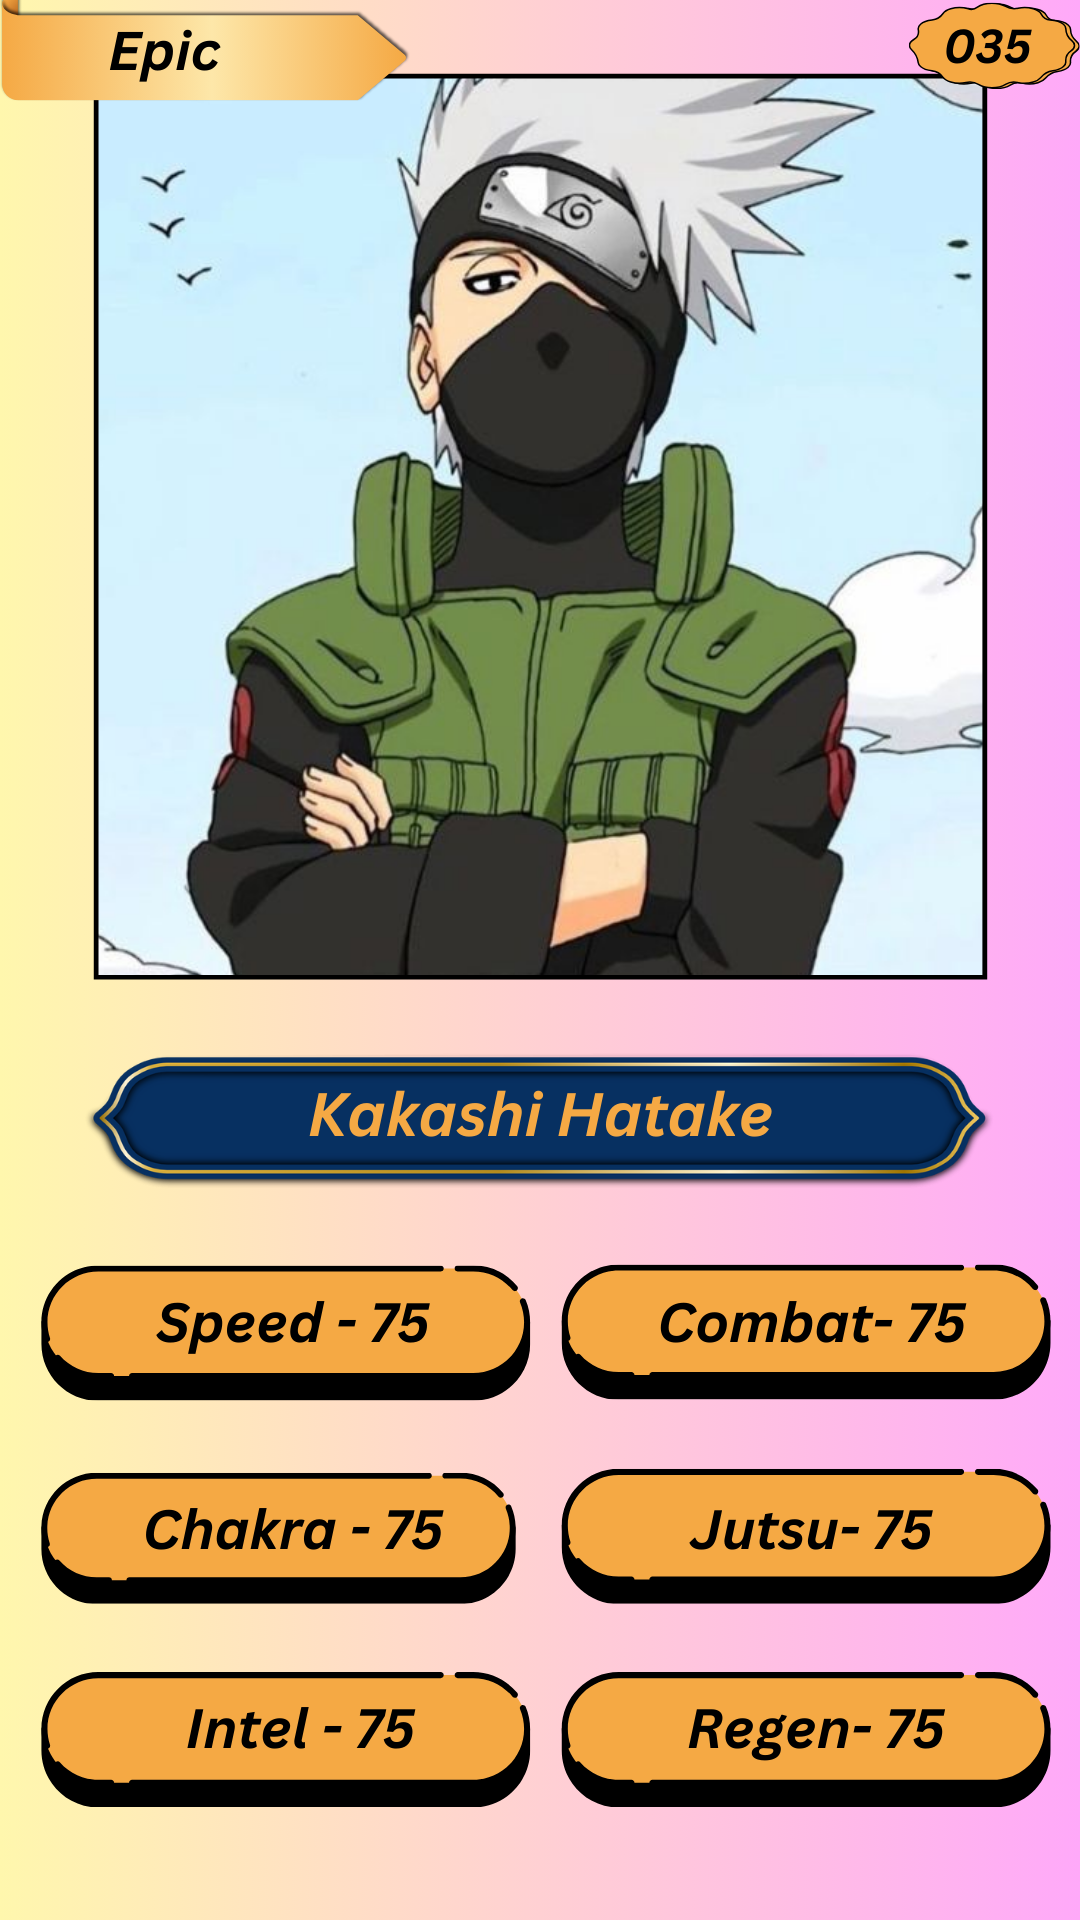 Epic
035
Kakashi Hatake
Speed - 75
Combat- 75
Chakra - 75
Jutsu- 75
Intel - 75
Regen- 75